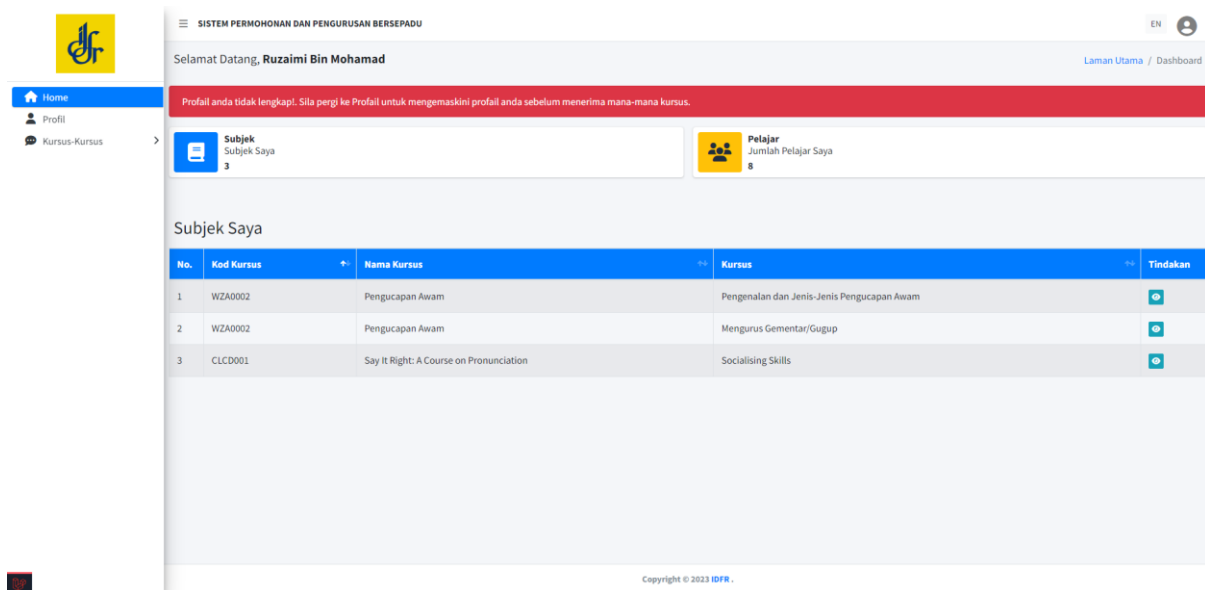 idfr
SISTEM PERMOHONAN DAN PENGURUSAN BERSEPADU
EN
Selamat Datang, Ruzaimi Bin Mohamad
Laman Utama / Dashboard
Home
Profil
Kursus-Kursus
Profail anda tidak lengkap!. Sila pergi ke Profail untuk mengemaskini profail anda sebelum menerima mana-mana kursus.
Subjek
Subjek Saya
3
Pelajar
Jumlah Pelajar Saya
8
Subjek Saya
No. Kod Kursus Nama Kursus Kursus Tindakan
1 WZA0002 Pengucapan Awam Pengenalan dan Jenis-Jenis Pengucapan Awam
2 WZA0002 Pengucapan Awam Mengurus Gementar/Gugup
3 CLCD001 Say It Right: A Course on Pronunciation Socialising Skills
Copyright © 2023 IDFR .